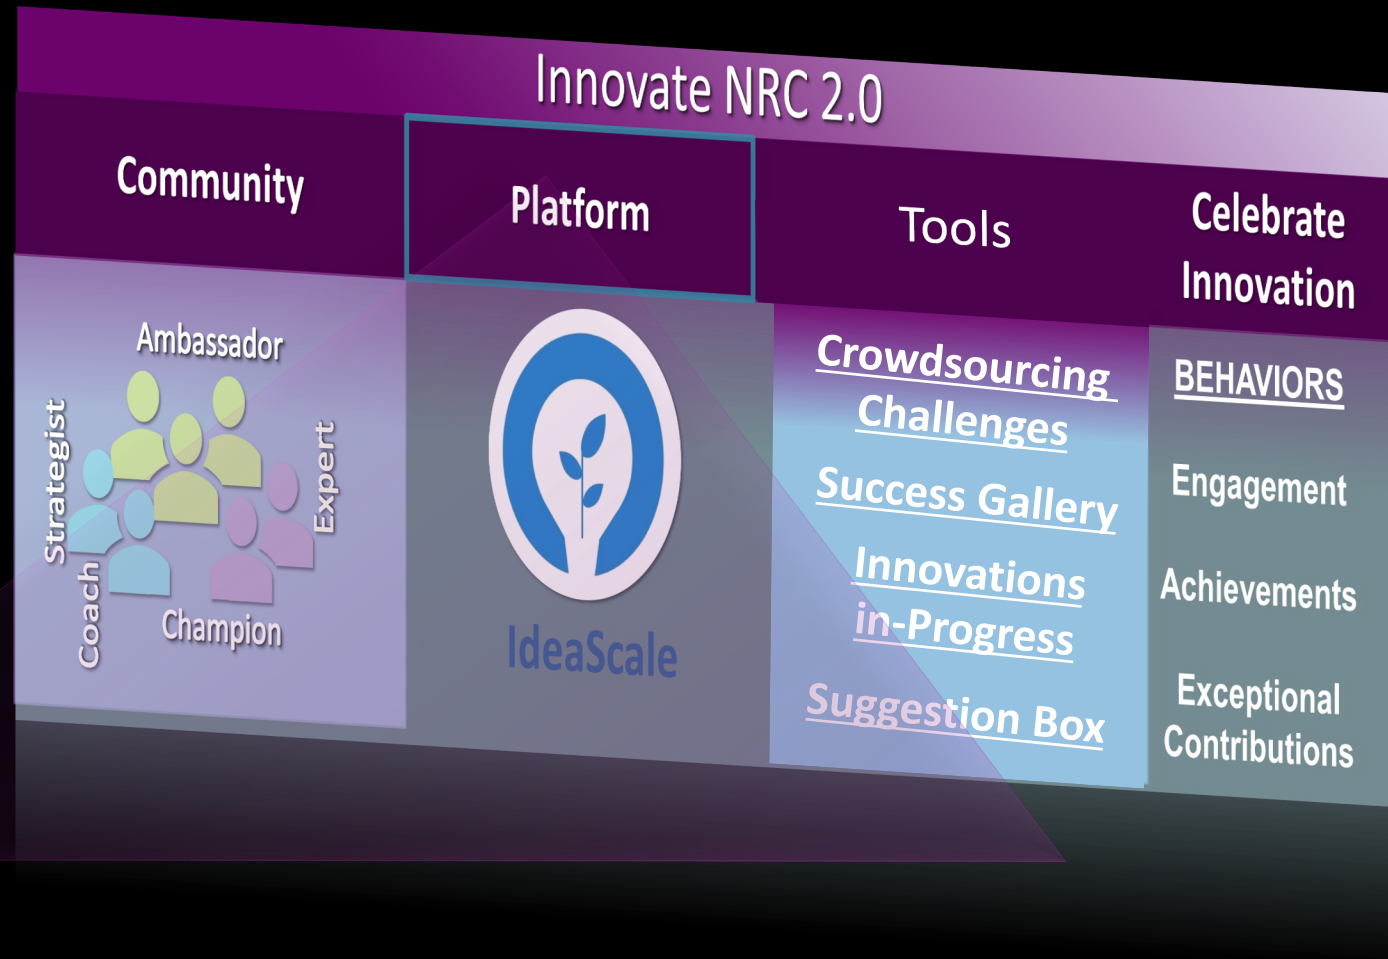 Innovate NRC 2.0
Community
Platform
Tools
Celebrate
Innovation
Ambassador
Strategist
Expert
Coach
Champion
IdeaScale
Crowdsourcing
Challenges
Success Gallery
Innovations
in-Progress
Suggestion Box
BEHAVIORS
Engagement
Achievements
Exceptional
Contributions